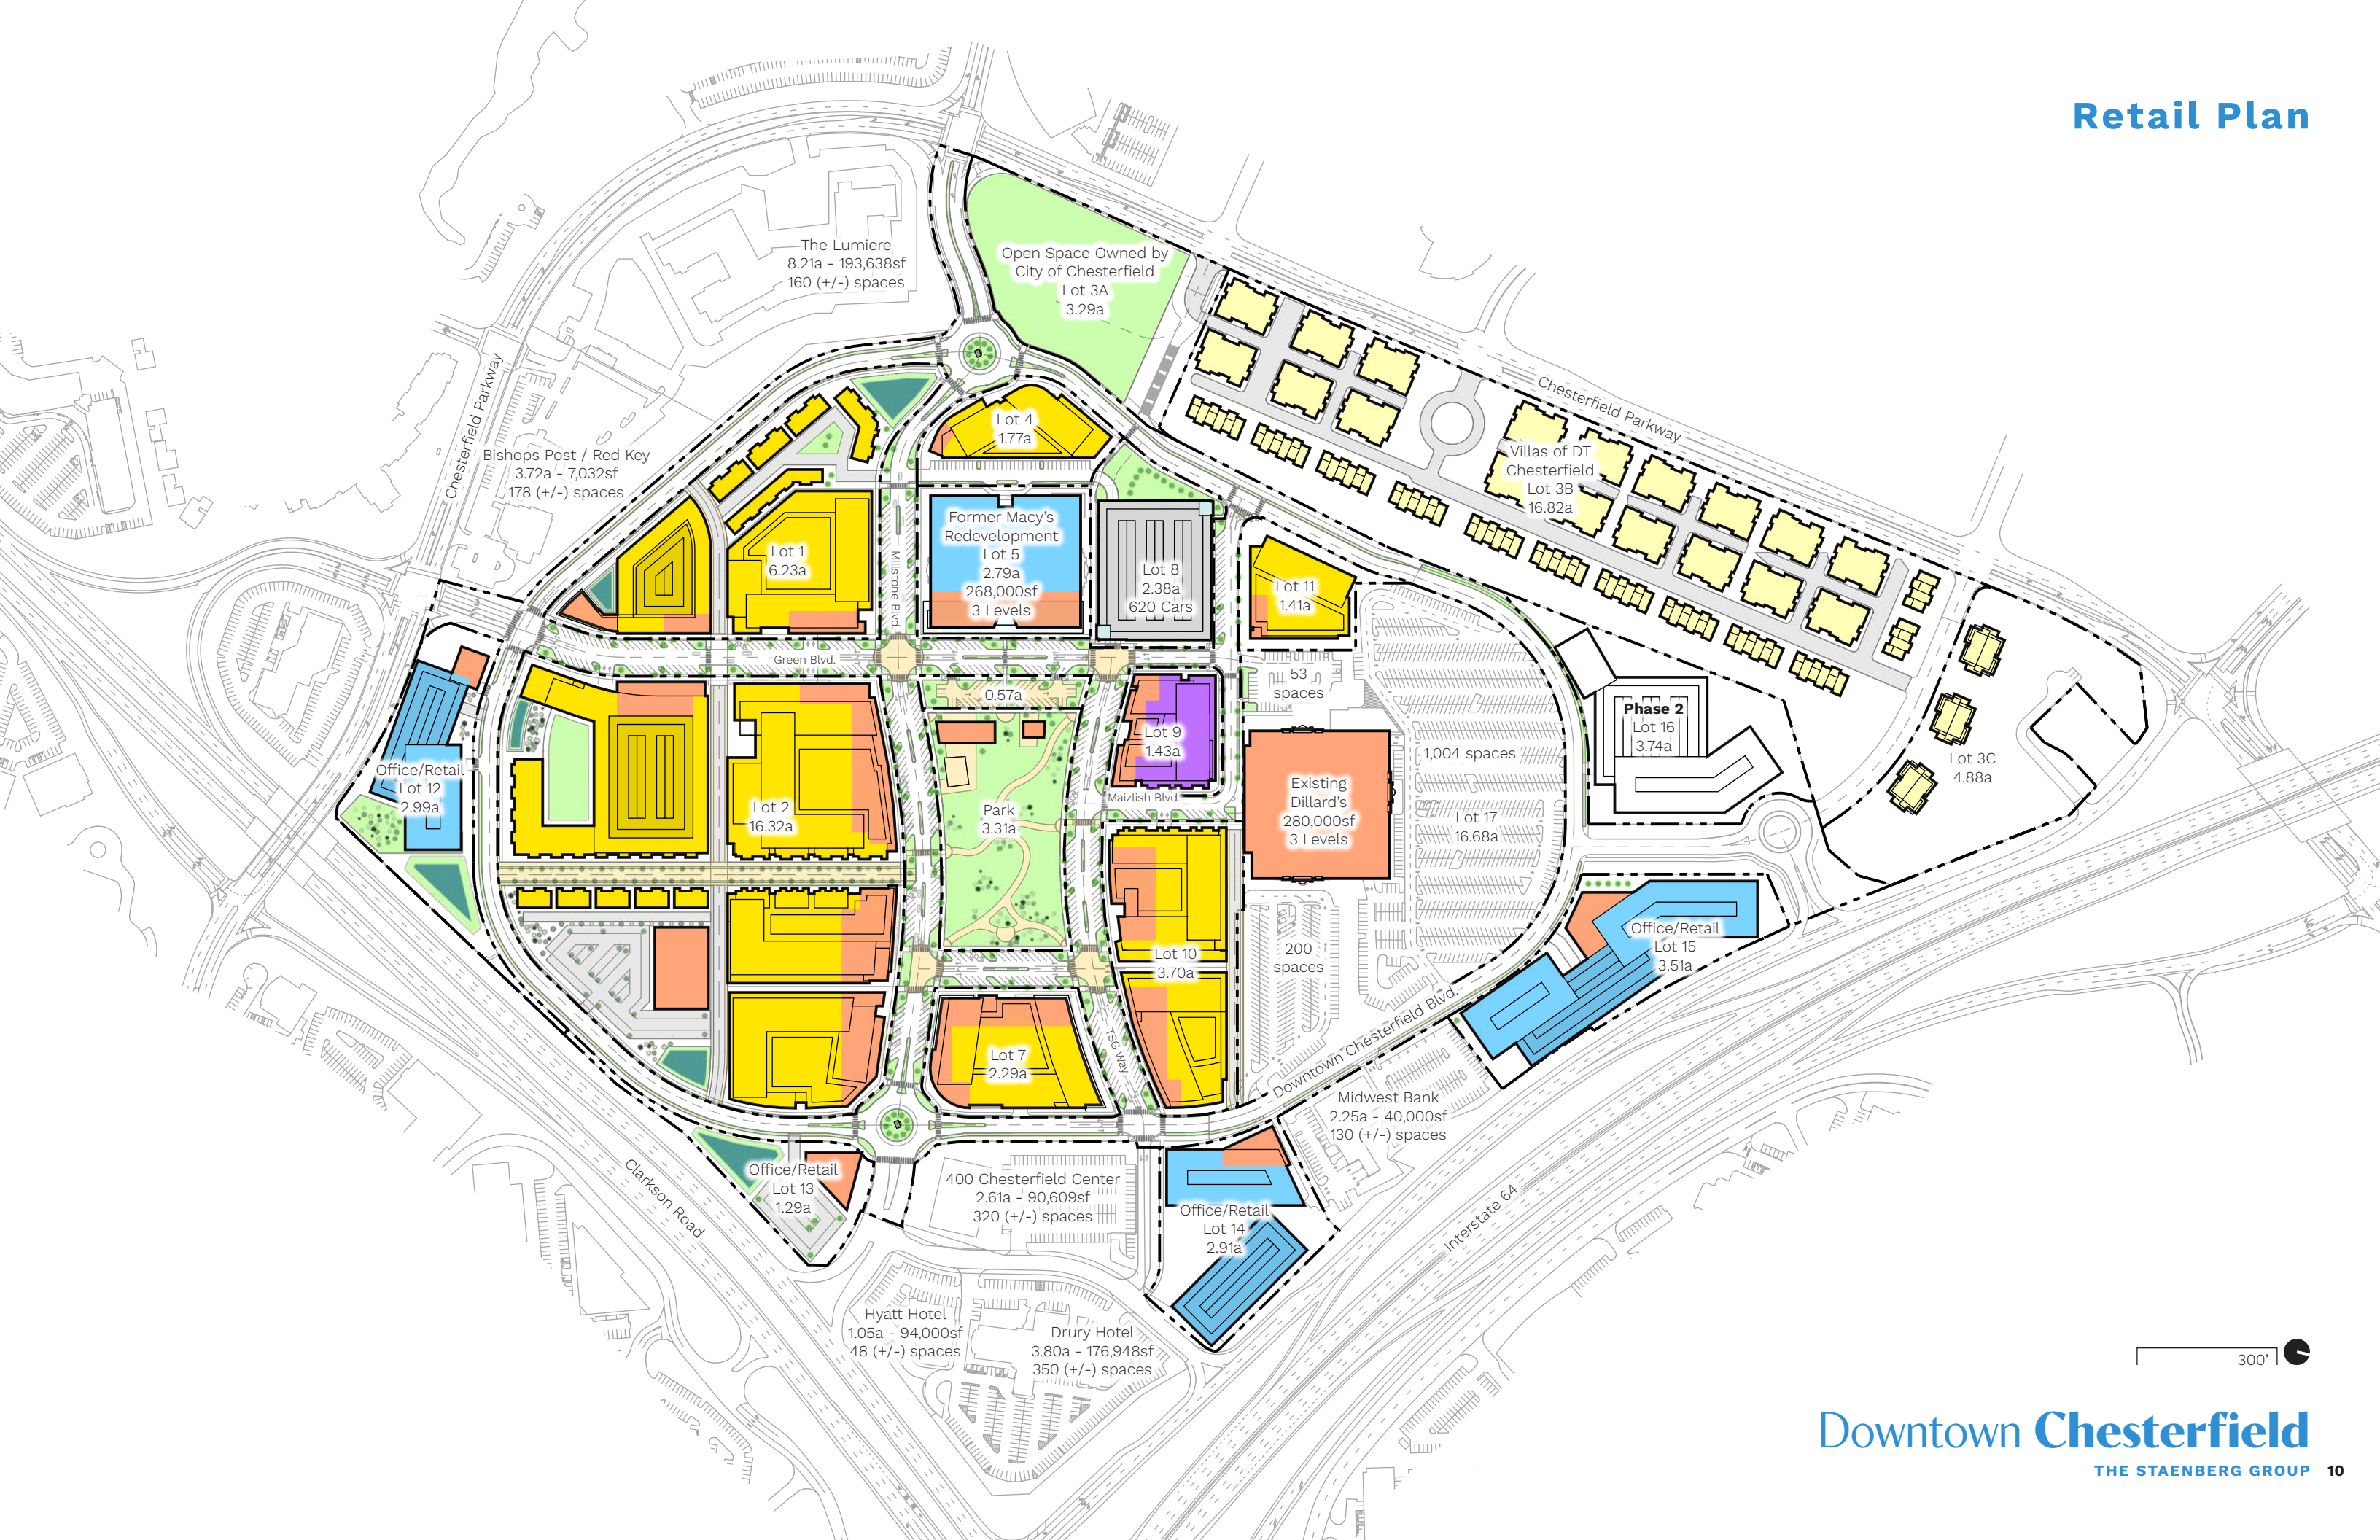 Retail Plan
The Lumiere
8.21a - 193,638sf
160 (+/-) spaces
Open Space Owned by
City of Chesterfield
Lot 3A
3.29a
Chesterfield Parkway
Chesterfield Parkway
Bishops Post / Red Key
3.72a - 7,032sf
178 (+/-) spaces
Lot 4
1.77a
Villas of DT
Chesterfield
Lot 3B
16.82a
Lot 1
6.23a
Millstone Blvd.
Former Macy's
Redevelopment
Lot 5
2.79a
268,000sf
3 Levels
Lot 8
2.38a
620 Cars
Lot 11
1.41a
Green Blvd.
0.57a
53
spaces
Lot 9
1.43a
1,004 spaces
Phase 2
Lot 16
3.74a
Lot 3C
4.88a
Office/Retail
Lot 12
2.99a
Lot 2
16.32a
Park
3.31a
Maizlish Blvd.
Existing
Dillard's
280,000sf
3 Levels
Lot 17
16.68a
Lot 10
3.70a
200
spaces
Office/Retail
Lot 15
3.51a
Lot 7
2.29a
TSG Way
Downtown Chesterfield Blvd.
Midwest Bank
2.25a - 40,000sf
130 (+/-) spaces
Clarkson Road
Office/Retail
Lot 13
1.29a
400 Chesterfield Center
2.61a - 90,609sf
320 (+/-) spaces
Office/Retail
Lot 14
2.91a
Interstate 64
Hyatt Hotel
1.05a - 94,000sf
48 (+/-) spaces
Drury Hotel
3.80a - 176,948sf
350 (+/-) spaces
300'
Downtown Chesterfield
THE STAENBERG GROUP 10